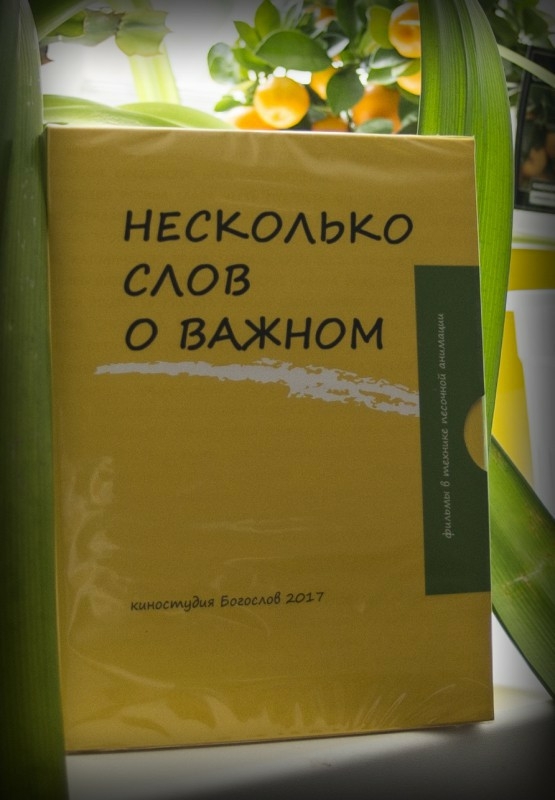 НЕСКОЛЬКО
СЛОВ
О ВАЖНОМ
фильмы в технике песочной анимации
киностудия Богослов 2017